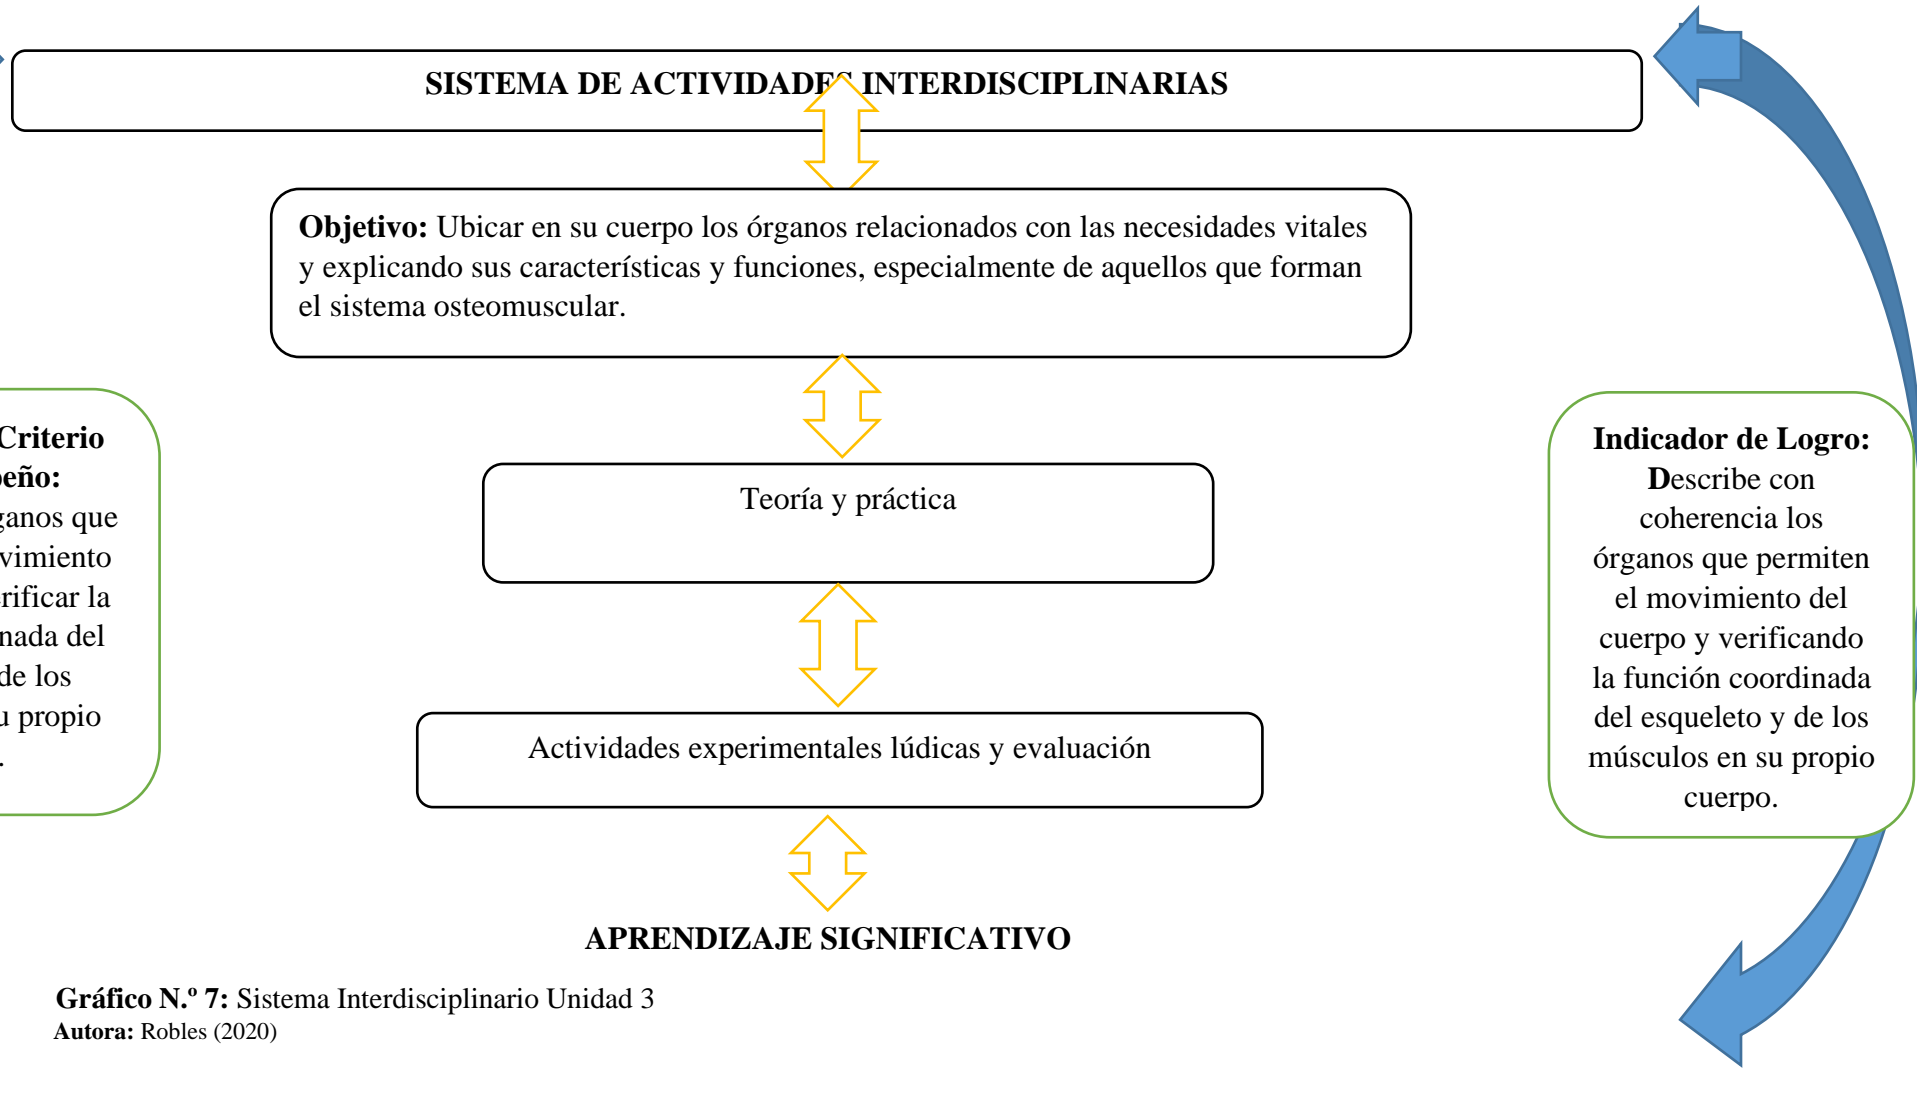 SISTEMA DE ACTIVIDADES INTERDISCIPLINARIAS
Objetivo: Ubicar en su cuerpo los órganos relacionados con las necesidades vitales
y explicando sus características y funciones, especialmente de aquellos que forman
el sistema osteomuscular.
Criterio
peño:
ganos que
vimiento
rificar la
nada del
de los
u propio
.
Teoría y práctica
Actividades experimentales lúdicas y evaluación
Indicador de Logro:
Describe con
coherencia los
órganos que permiten
el movimiento del
cuerpo y verificando
la función coordinada
del esqueleto y de los
músculos en su propio
cuerpo.
APRENDIZAJE SIGNIFICATIVO
Gráfico N.º 7: Sistema Interdisciplinario Unidad 3
Autora: Robles (2020)